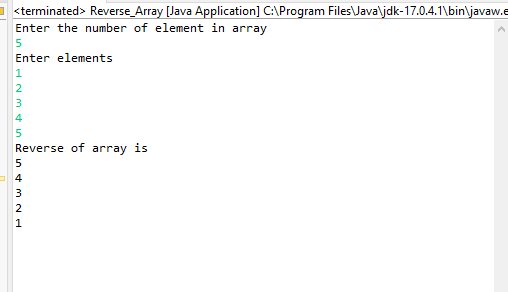 <terminated> Reverse_Array [Java Application] C:\Program Files\Java\jdk-17.0.4.1\bin\javaw.e
Enter the number of element in array
5
Enter elements
1
2
3
4
5
Reverse of array is
5
4
3
2
1